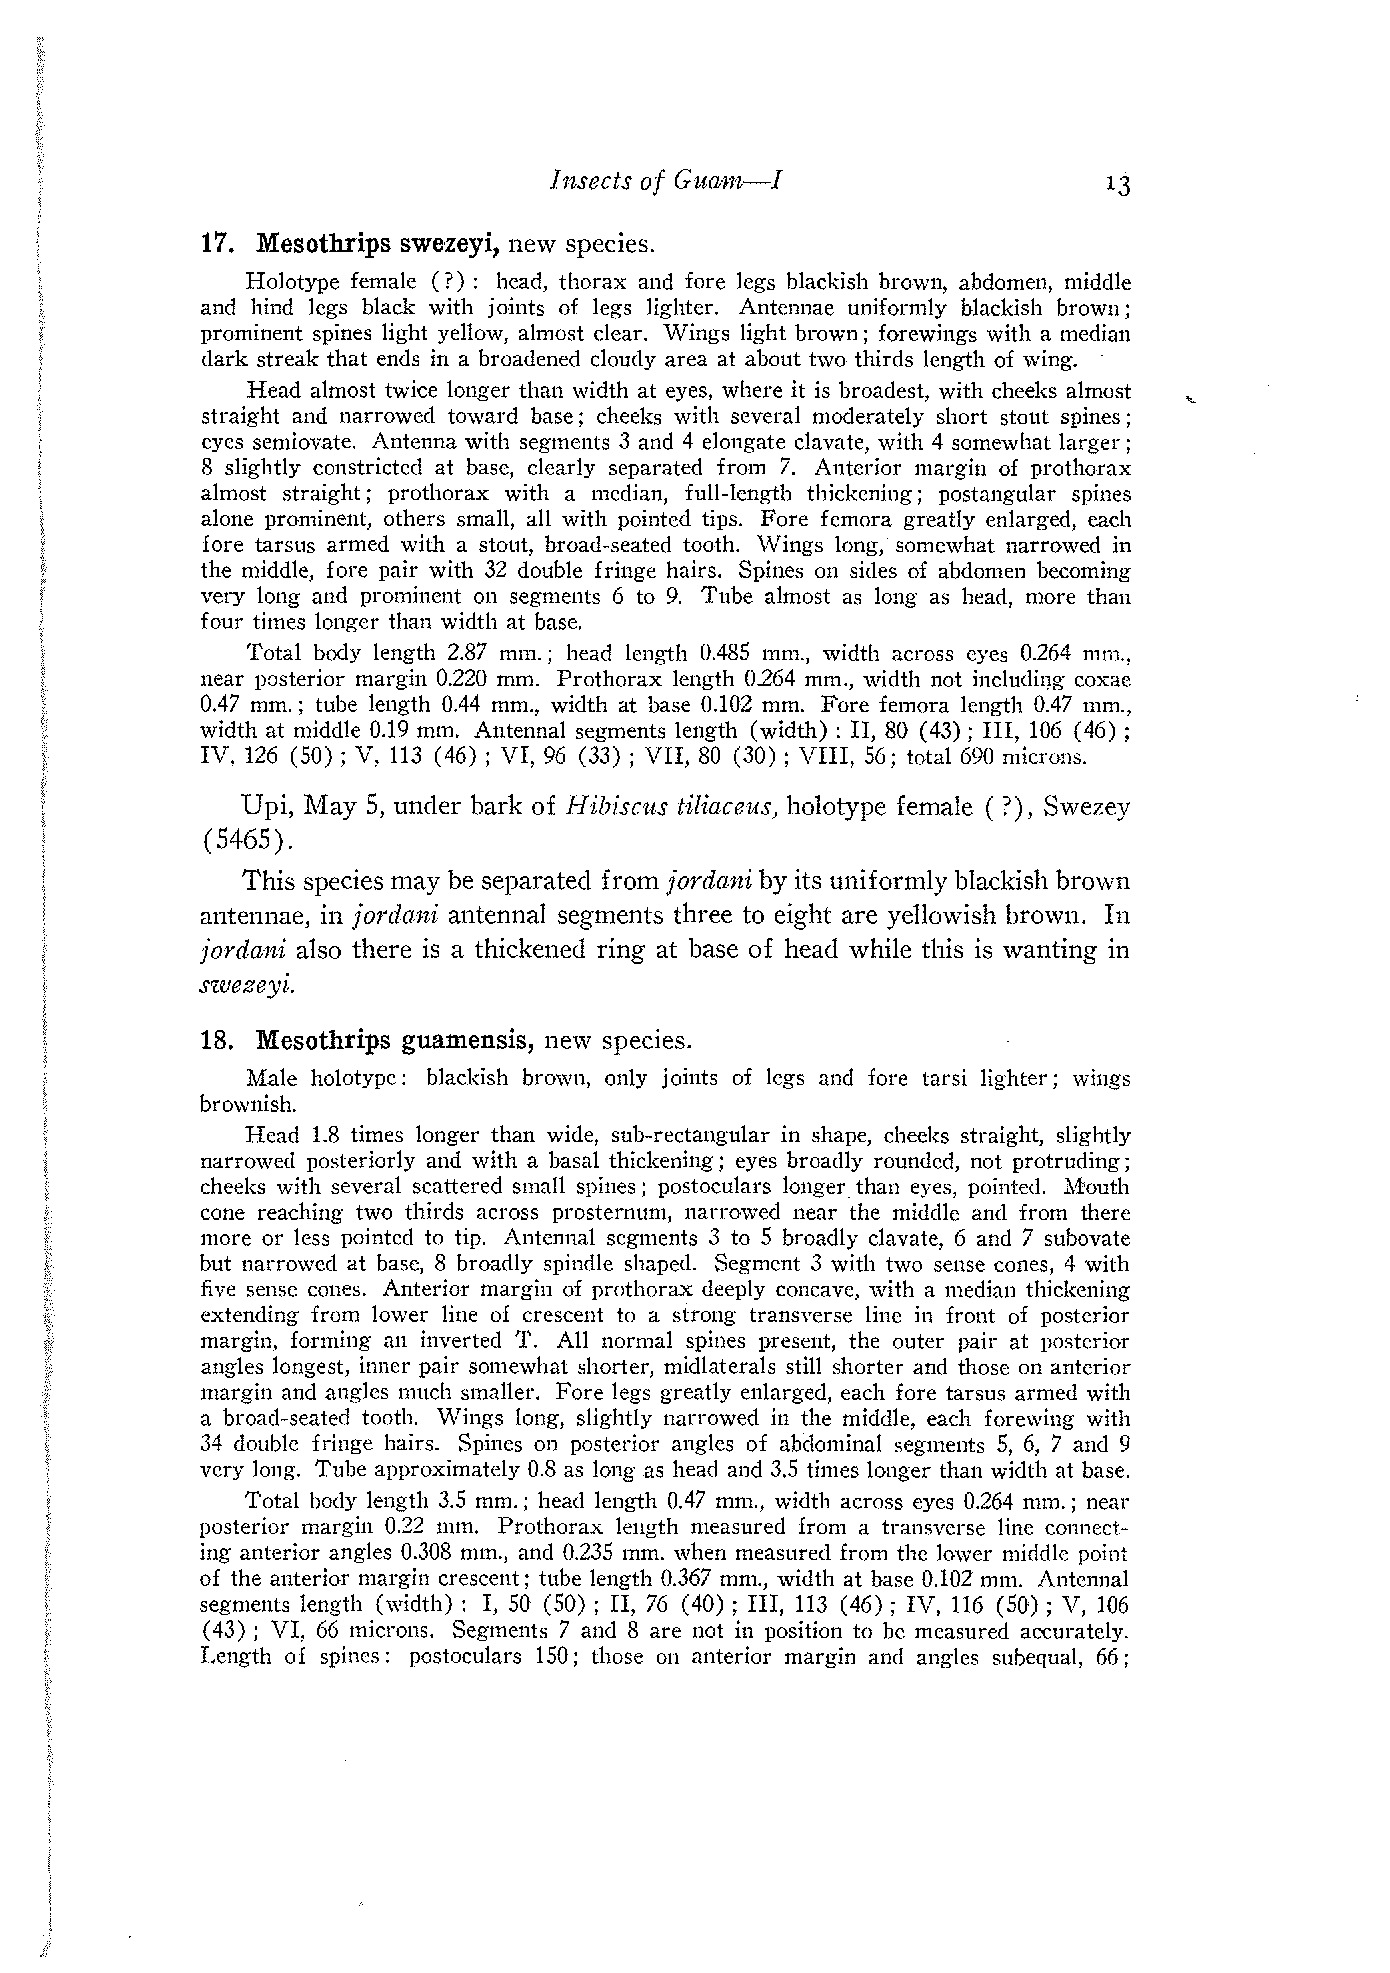 Insects of Guam—I 13
17. Mesothrips swezeyi, new species.
Holotype female (?) : head, thorax and fore legs blackish brown, abdomen, middle
and hind legs black with joints of legs lighter. Antennae uniformly blackish brown;
prominent spines light yellow, almost clear. Wings light brown; forewings with a median
dark streak that ends in a broadened cloudy area at about two thirds length of wing.
Head almost twice longer than width at eyes, where it is broadest, with cheeks almost
straight and narrowed toward base; cheeks with several moderately short stout spines;
eyes semiovate. Antenna with segments 3 and 4 elongate clavate, with 4 somewhat larger;
8 slightly constricted at base, clearly separated from 7. Anterior margin of prothorax
almost straight; prothorax with a median, full-length thickening; postangular spines
alone prominent, others small, all with pointed tips. Fore femora greatly enlarged, each
fore tarsus armed with a stout, broad-seated tooth. Wings long, somewhat narrowed in
the middle, fore pair with 32 double fringe hairs. Spines on sides of abdomen becoming
very long and prominent on segments 6 to 9. Tube almost as long as head, more than
four times longer than width at base.
Total body length 2.87 mm.; head length 0.485 mm., width across eyes 0.264 mm.,
near posterior margin 0.220 mm. Prothorax length 0.264 mm., width not including coxae
0.47 mm.; tube length 0.44 mm., width at base 0.102 mm. Fore femora length 0.47 mm.,
width at middle 0.19 mm. Antennal segments length (width) : II, 80 (43); III, 106 (46);
IV, 126 (50); V, 113 (46); VI, 96 (33); VII, 80 (30); VIII, 56; total 690 microns.
Upi, May 5, under bark of Hibiscus tiliaceus, holotype female (?), Swezey
(5465).
This species may be separated from jordani by its uniformly blackish brown
antennae, in jordani antennal segments three to eight are yellowish brown. In
jordani also there is a thickened ring at base of head while this is wanting in
swezeyi.
18. Mesothrips guamensis, new species.
Male holotype: blackish brown, only joints of legs and fore tarsi lighter; wings
brownish.
Head 1.8 times longer than wide, sub-rectangular in shape, cheeks straight, slightly
narrowed posteriorly and with a basal thickening; eyes broadly rounded, not protruding;
cheeks with several scattered small spines; postoculars longer than eyes, pointed. Mouth
cone reaching two thirds across prosternum, narrowed near the middle and from there
more or less pointed to tip. Antennal segments 3 to 5 broadly clavate, 6 and 7 subovate
but narrowed at base, 8 broadly spindle shaped. Segment 3 with two sense cones, 4 with
five sense cones. Anterior margin of prothorax deeply concave, with a median thickening
extending from lower line of crescent to a strong transverse line in front of posterior
margin, forming an inverted T. All normal spines present, the outer pair at posterior
angles longest, inner pair somewhat shorter, midlaterals still shorter and those on anterior
margin and angles much smaller. Fore legs greatly enlarged, each fore tarsus armed with
a broad-seated tooth. Wings long, slightly narrowed in the middle, each forewing with
34 double fringe hairs. Spines on posterior angles of abdominal segments 5, 6, 7 and 9
very long. Tube approximately 0.8 as long as head and 3.5 times longer than width at base.
Total body length 3.5 mm.; head length 0.47 mm., width across eyes 0.264 mm.; near
posterior margin 0.22 mm. Prothorax length measured from a transverse line connect-
ing anterior angles 0.308 mm., and 0.235 mm. when measured from the lower middle point
of the anterior margin crescent; tube length 0.367 mm., width at base 0.102 mm. Antennal
segments length (width) : I, 50 (50); II, 76 (40); III, 113 (46); IV, 116 (50); V, 106
(43); VI, 66 microns. Segments 7 and 8 are not in position to be measured accurately.
Length of spines: postoculars 150; those on anterior margin and angles subequal, 66;